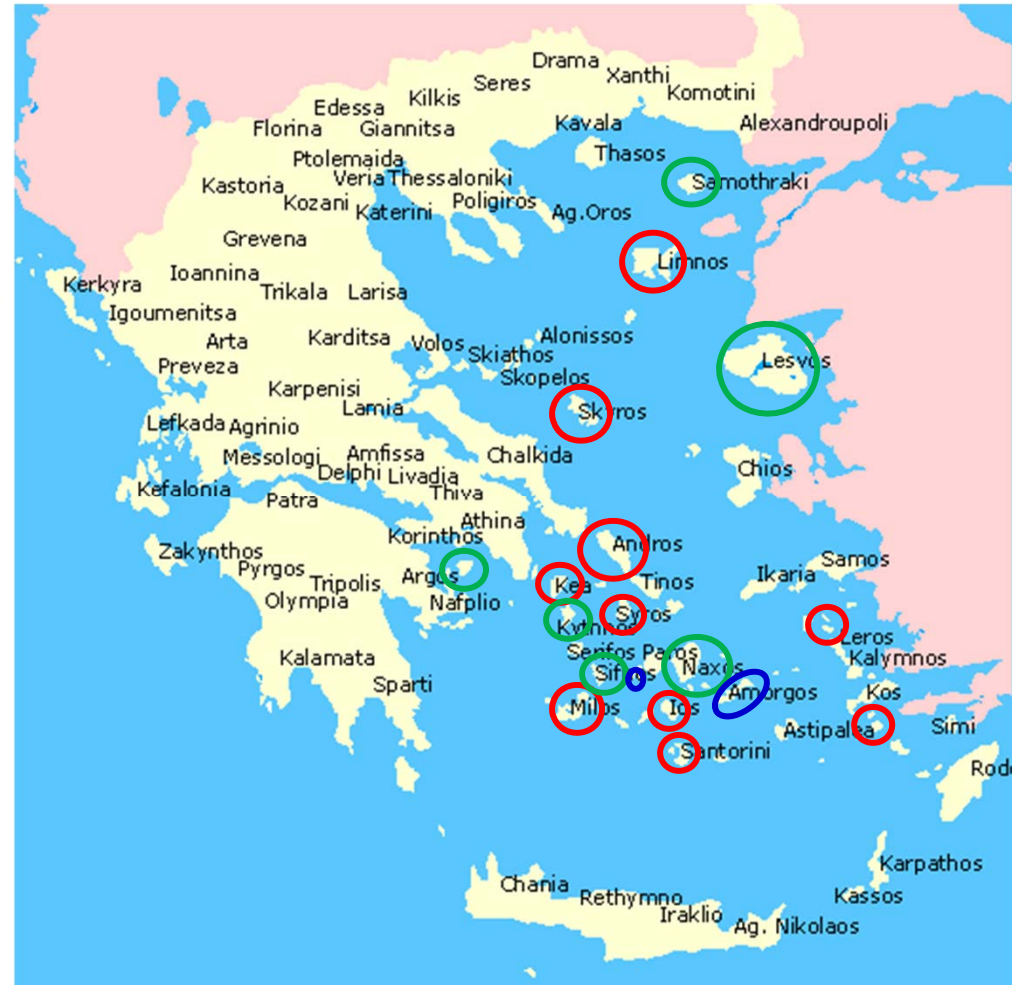 Drama
Xanthi
Seres
Komotini
Kilkis
Edessa
Kavala
Alexandroupoli
Florina
Giannitsa
Thasos
Ptolemaida
Veria
Thessaloniki
Samothraki
Kastoria
Kozani
Katerini
Poligiros
Ag.Oros
Grevena
Limnos
Ioannina
Kerkyra
Trikala
Larisa
Igoumenitsa
Karditsa
Alonissos
Arta
Volos
Skiathos
Lesvos
Preveza
Skopelos
Karpenisi
Lamia
Skyros
Lefkada
Agrinio
Messologi
Amfissa
Chalkida
Delphi
Livadia
Chios
Kefalonia
Thiva
Patra
Athina
Korinthos
Andros
Zakynthos
Samos
Pyrgos
Argos
Ikaria
Tripolis
Kea
Tinos
Olympia
Nafplio
Syros
Kythnos
Leros
Serifos
Paros
Kalamata
Kalymnos
Sifnos
Naxos
Sparti
Amorgos
Kos
Milos
Ios
Astipalea
Simi
Santorini
Rod
Karpathos
Chania
Kassos
Rethymno
Iraklio
Ag. Nikolaos